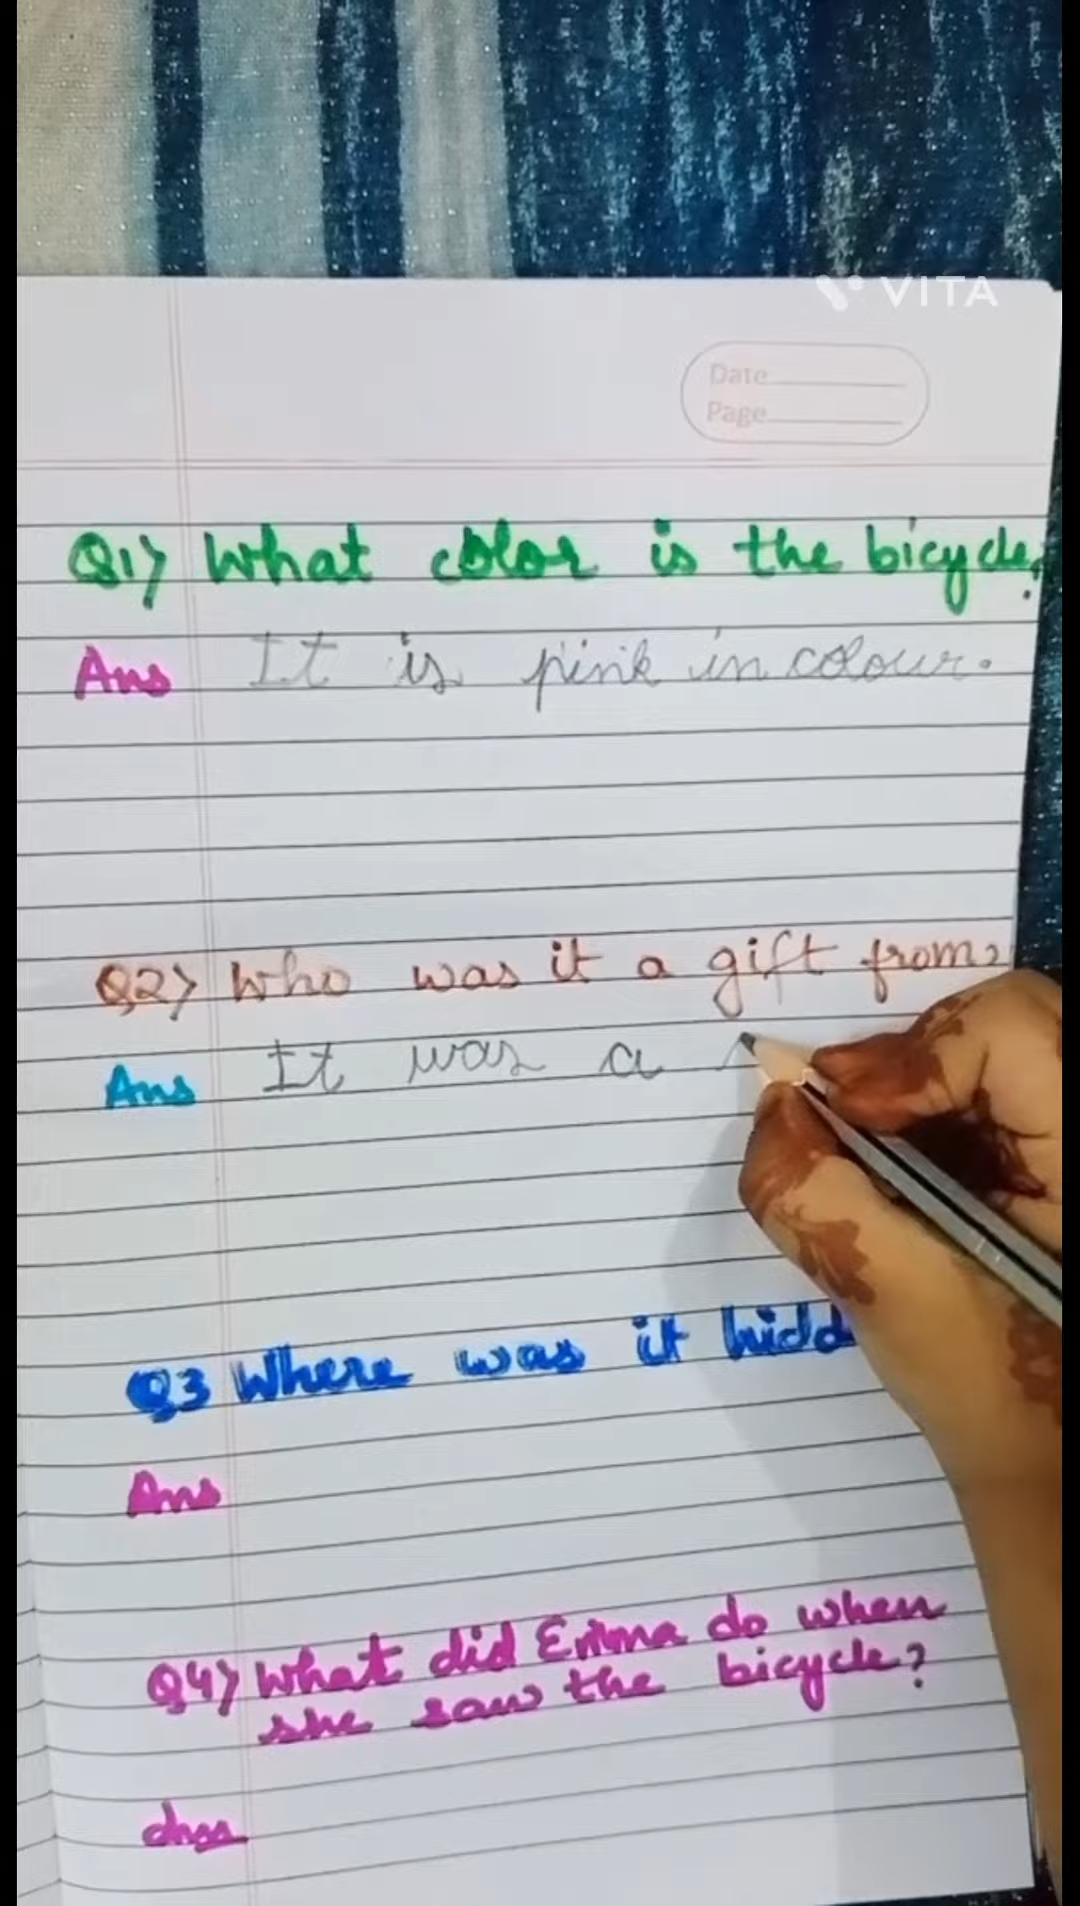 VITA
Date
Page
Q1> What color is the bicycle?
Ans It is pink in colour.
Q2> Who was it a gift from?
Ans It was a
Q3 Where was it hidd
Ans
Q4> What did Emma do when
she saw the bicycle?
Ans